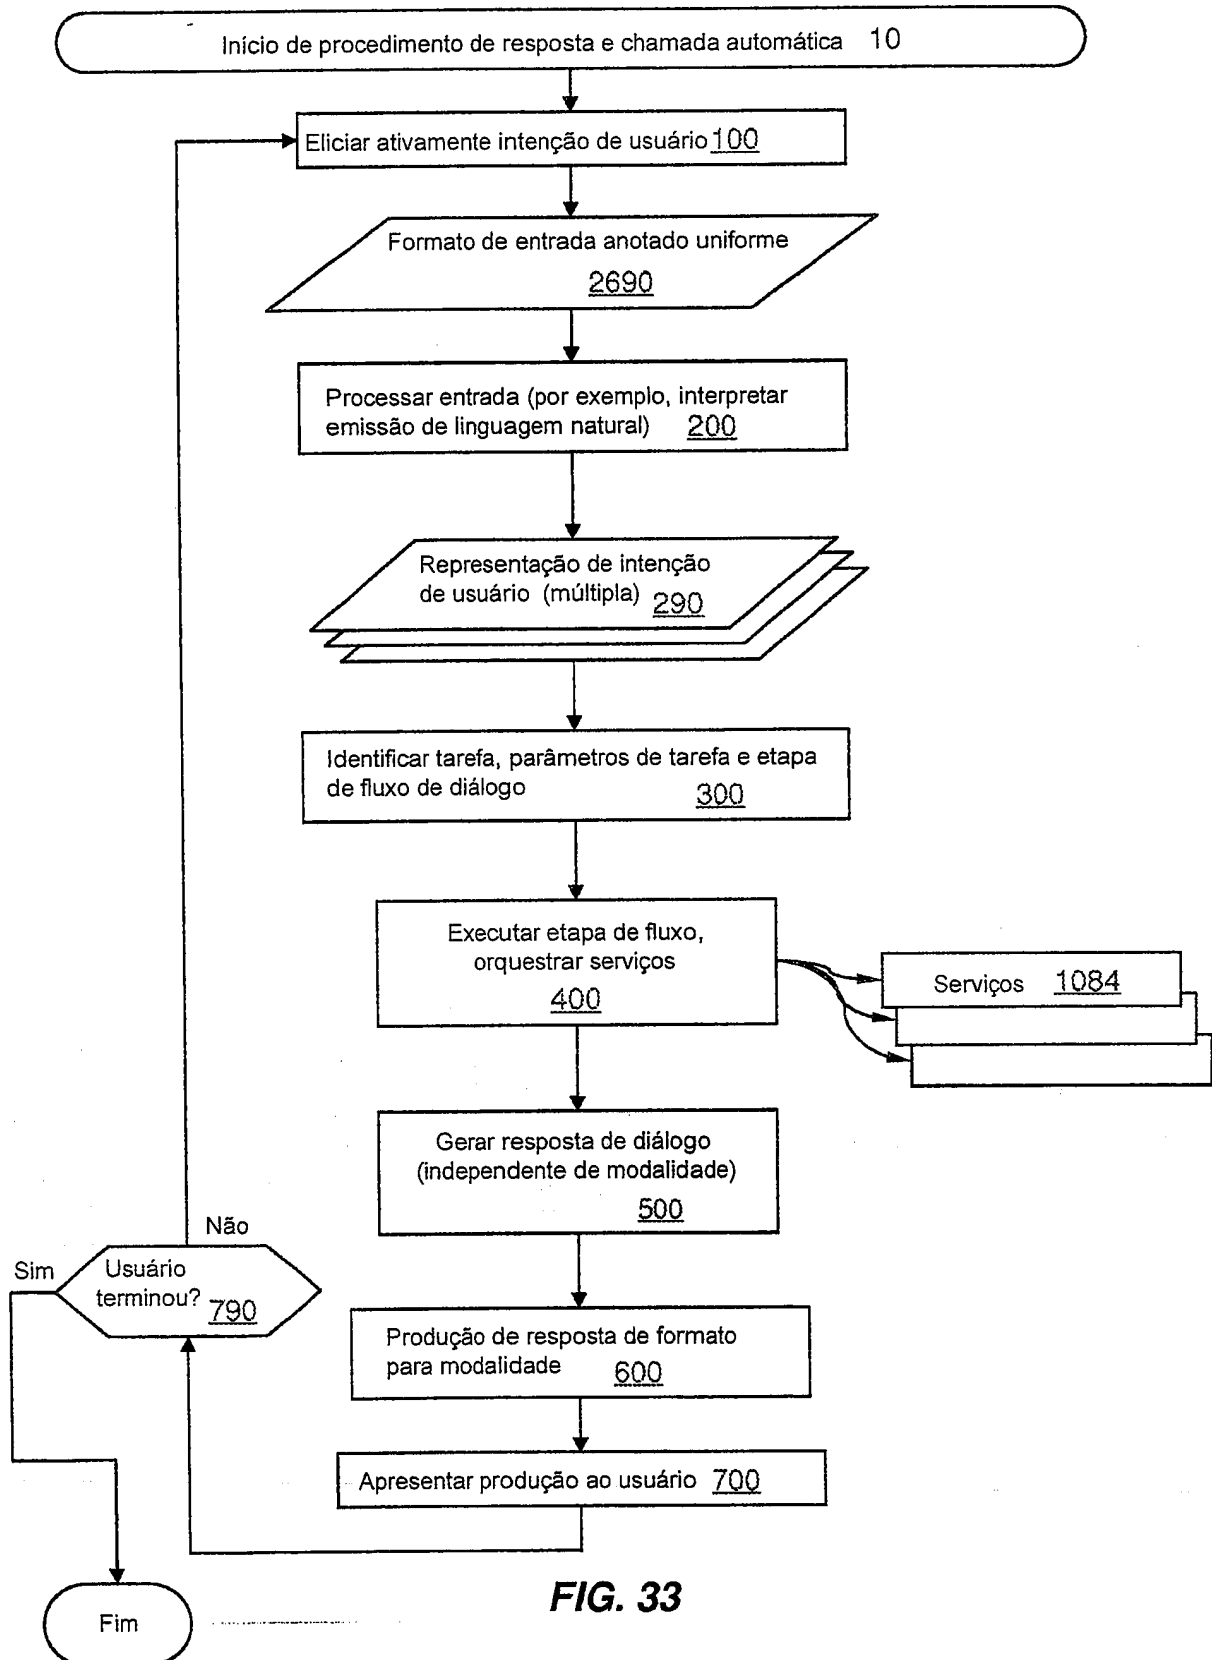 Início de procedimento de resposta e chamada automática 10
Eliciar ativamente intenção de usuário 100
Formato de entrada anotado uniforme
2690
Processar entrada (por exemplo, interpretar
emissão de linguagem natural) 200
Representação de intenção
de usuário (múltipla) 290
Identificar tarefa, parâmetros de tarefa e etapa
de fluxo de diálogo 300
Executar etapa de fluxo,
orquestrar serviços
400
Serviços 1084
Gerar resposta de diálogo
(independente de modalidade)
500
Não
Sim
Usuário
terminou? 790
Produção de resposta de formato
para modalidade 600
Apresentar produção ao usuário 700
FIG. 33
Fim